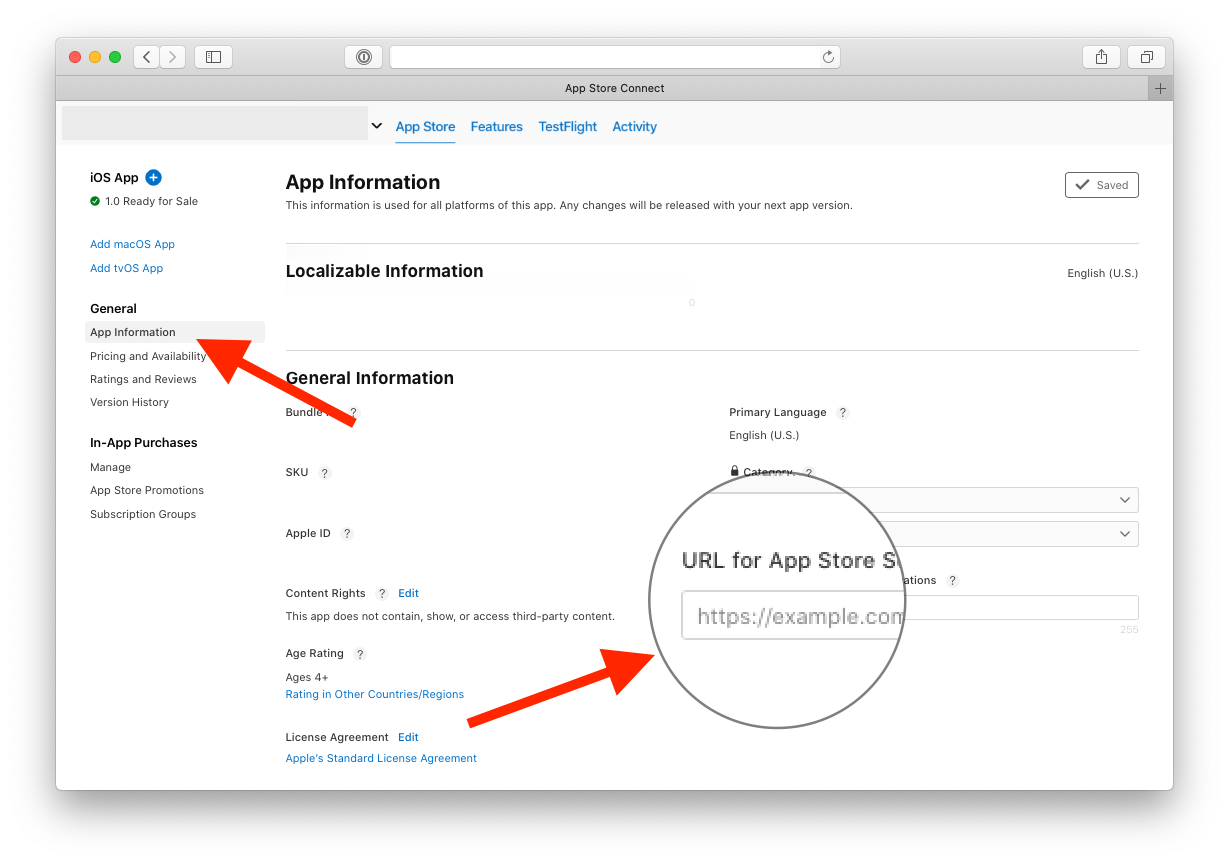 App Store Connect
App Store Features TestFlight Activity
iOS App
1.0 Ready for Sale
Add macOS App
Add tvOS App
General
App Information
Pricing and Availability
Ratings and Reviews
Version History
In-App Purchases
Manage
App Store Promotions
Subscription Groups
App Information
Saved
This information is used for all platforms of this app. Any changes will be released with your next app version.
Localizable Information
English (U.S.)
0
General Information
Bundle ?
Primary Language ?
English (U.S.)
SKU ?
Category ?
Apple ID ?
URL for App Store S
ations ?
https://example.com
255
Content Rights ? Edit
This app does not contain, show, or access third-party content.
Age Rating ?
Ages 4+
Rating in Other Countries/Regions
License Agreement Edit
Apple's Standard License Agreement